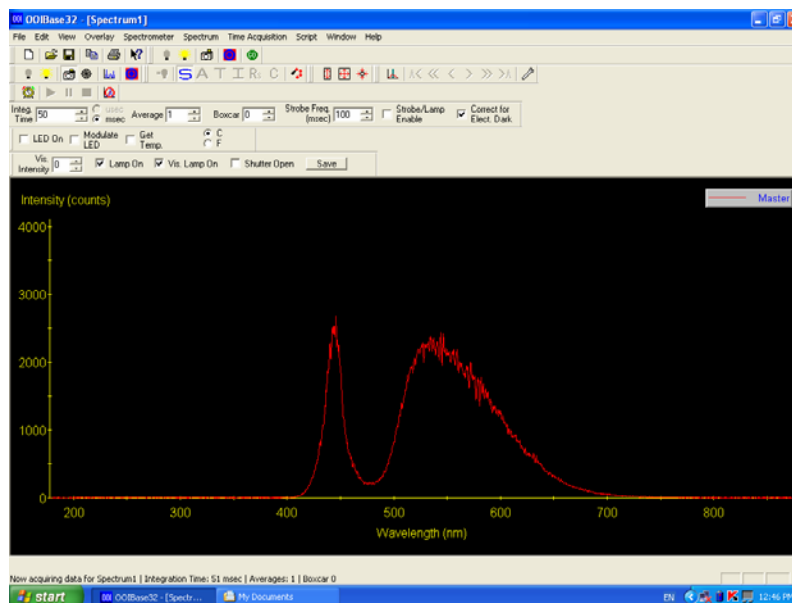 OOIBase32 - [Spectrum1]
File Edit View Overlay Spectrometer Spectrum Time Acquisition Script Window Help
S A T I R C
Integ. Time 50 usec msec Average 1 Boxcar 0 Strobe Freq. (msec) 100 Strobe/Lamp Enable Correct for Elect. Dark
LED On Modulate LED Get Temp. C F
Vis. Intensity 0 Lamp On Vis. Lamp On Shutter Open Save
Intensity (counts)
Master
4000
3000
2000
1000
0
200 300 400 500 600 700 800
Wavelength (nm)
Now acquiring data for Spectrum1 | Integration Time: 51 msec | Averages: 1 | Boxcar 0
start OOIBase32 - [Spectr... My Documents EN 12:46 PM